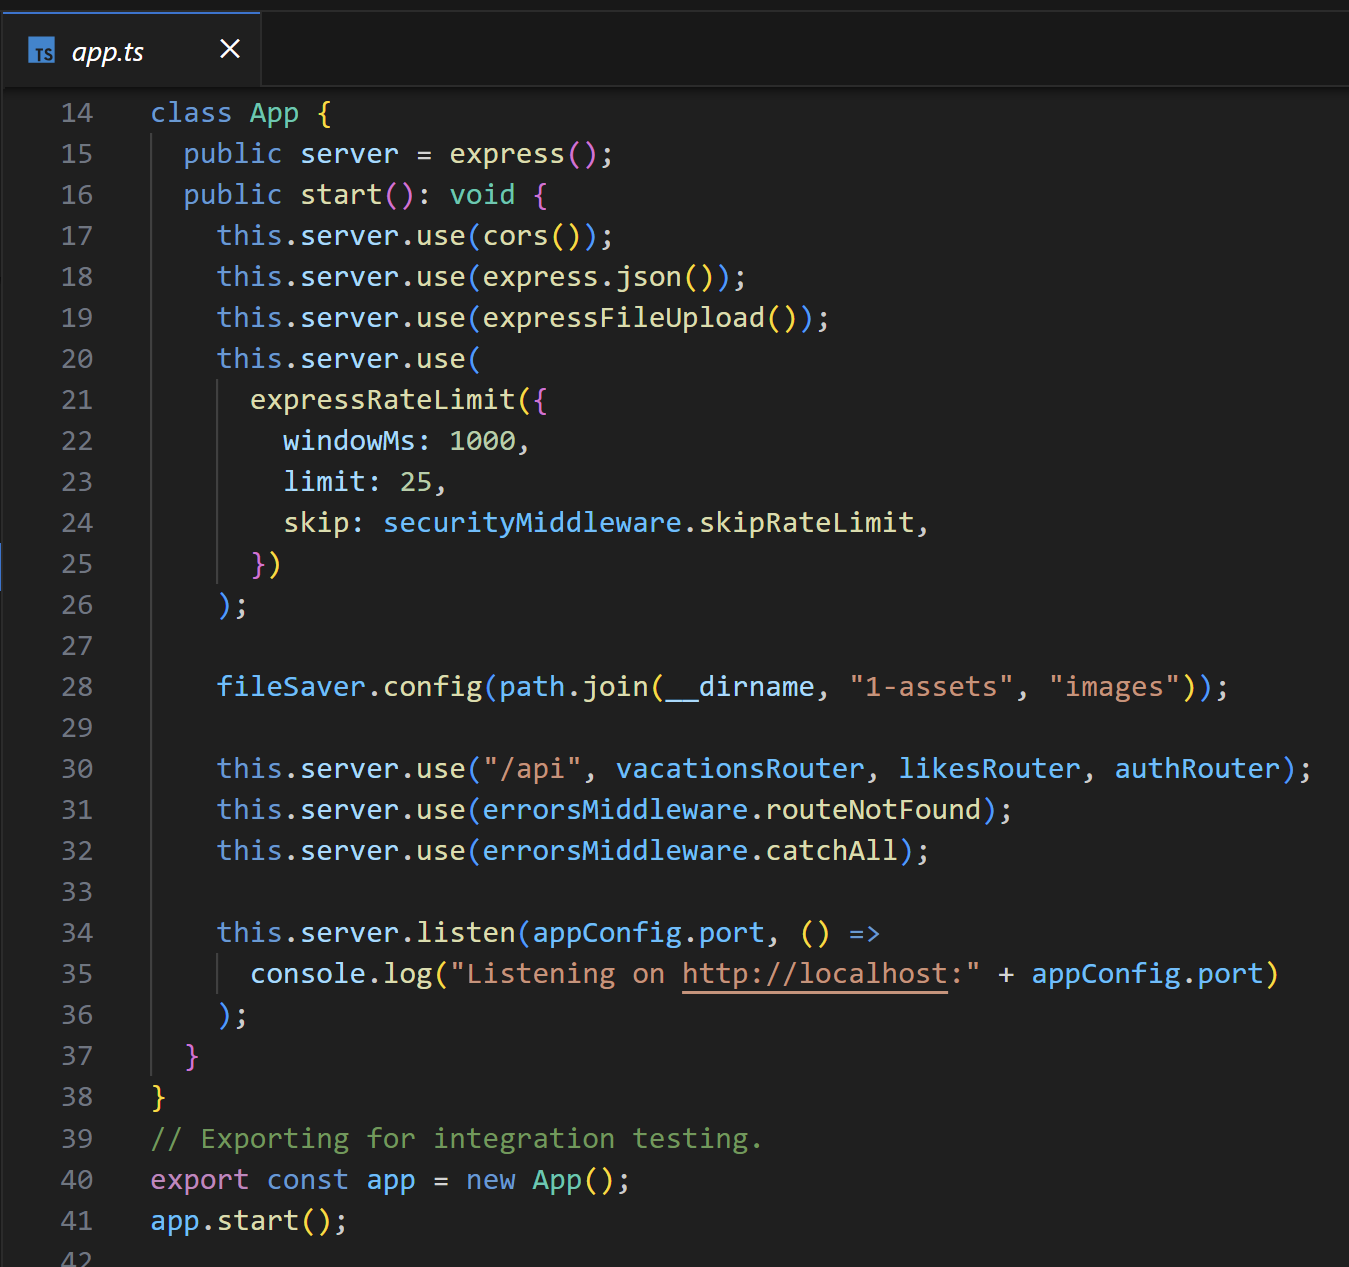 TS app.ts ×
14 class App {
15   public server = express();
16   public start(): void {
17     this.server.use(cors());
18     this.server.use(express.json());
19     this.server.use(expressFileUpload());
20     this.server.use(
21       expressRateLimit({
22         windowMs: 1000,
23         limit: 25,
24         skip: securityMiddleware.skipRateLimit,
25       })
26     );
27
28     fileSaver.config(path.join(__dirname, "1-assets", "images"));
29
30     this.server.use("/api", vacationsRouter, likesRouter, authRouter);
31     this.server.use(errorsMiddleware.routeNotFound);
32     this.server.use(errorsMiddleware.catchAll);
33
34     this.server.listen(appConfig.port, () =>
35       console.log("Listening on http://localhost:" + appConfig.port)
36     );
37   }
38 }
39 // Exporting for integration testing.
40 export const app = new App();
41 app.start();
42